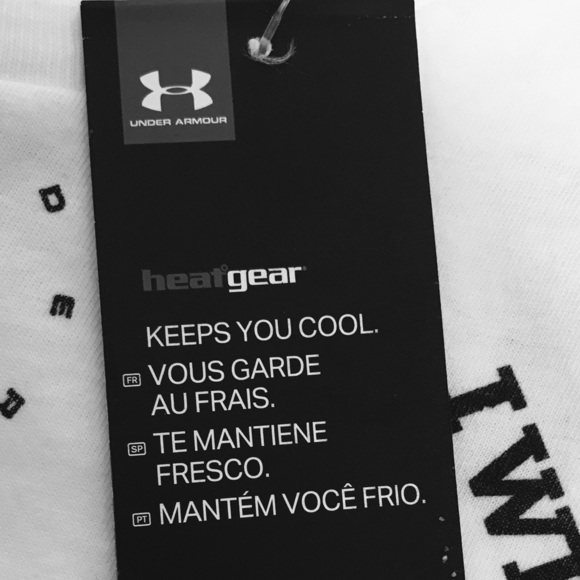 UNDER ARMOUR
heatgear
KEEPS YOU COOL.
FR VOUS GARDE
AU FRAIS.
SP TE MANTIENE
FRESCO.
PT MANTÉM VOCÊ FRIO.
D
E
R
I W